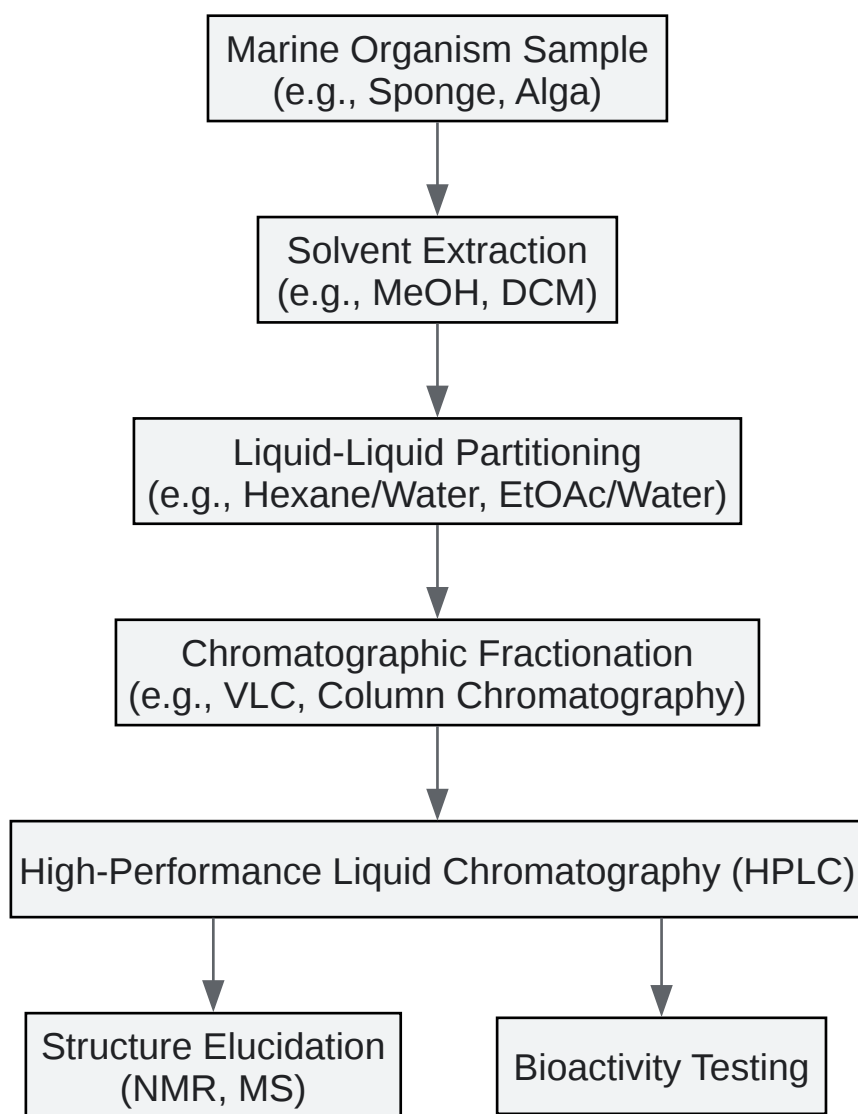 Marine Organism Sample
(e.g., Sponge, Alga)
Solvent Extraction
(e.g., MeOH, DCM)
Liquid-Liquid Partitioning
(e.g., Hexane/Water, EtOAc/Water)
Chromatographic Fractionation
(e.g., VLC, Column Chromatography)
High-Performance Liquid Chromatography (HPLC)
Structure Elucidation
(NMR, MS)
Bioactivity Testing